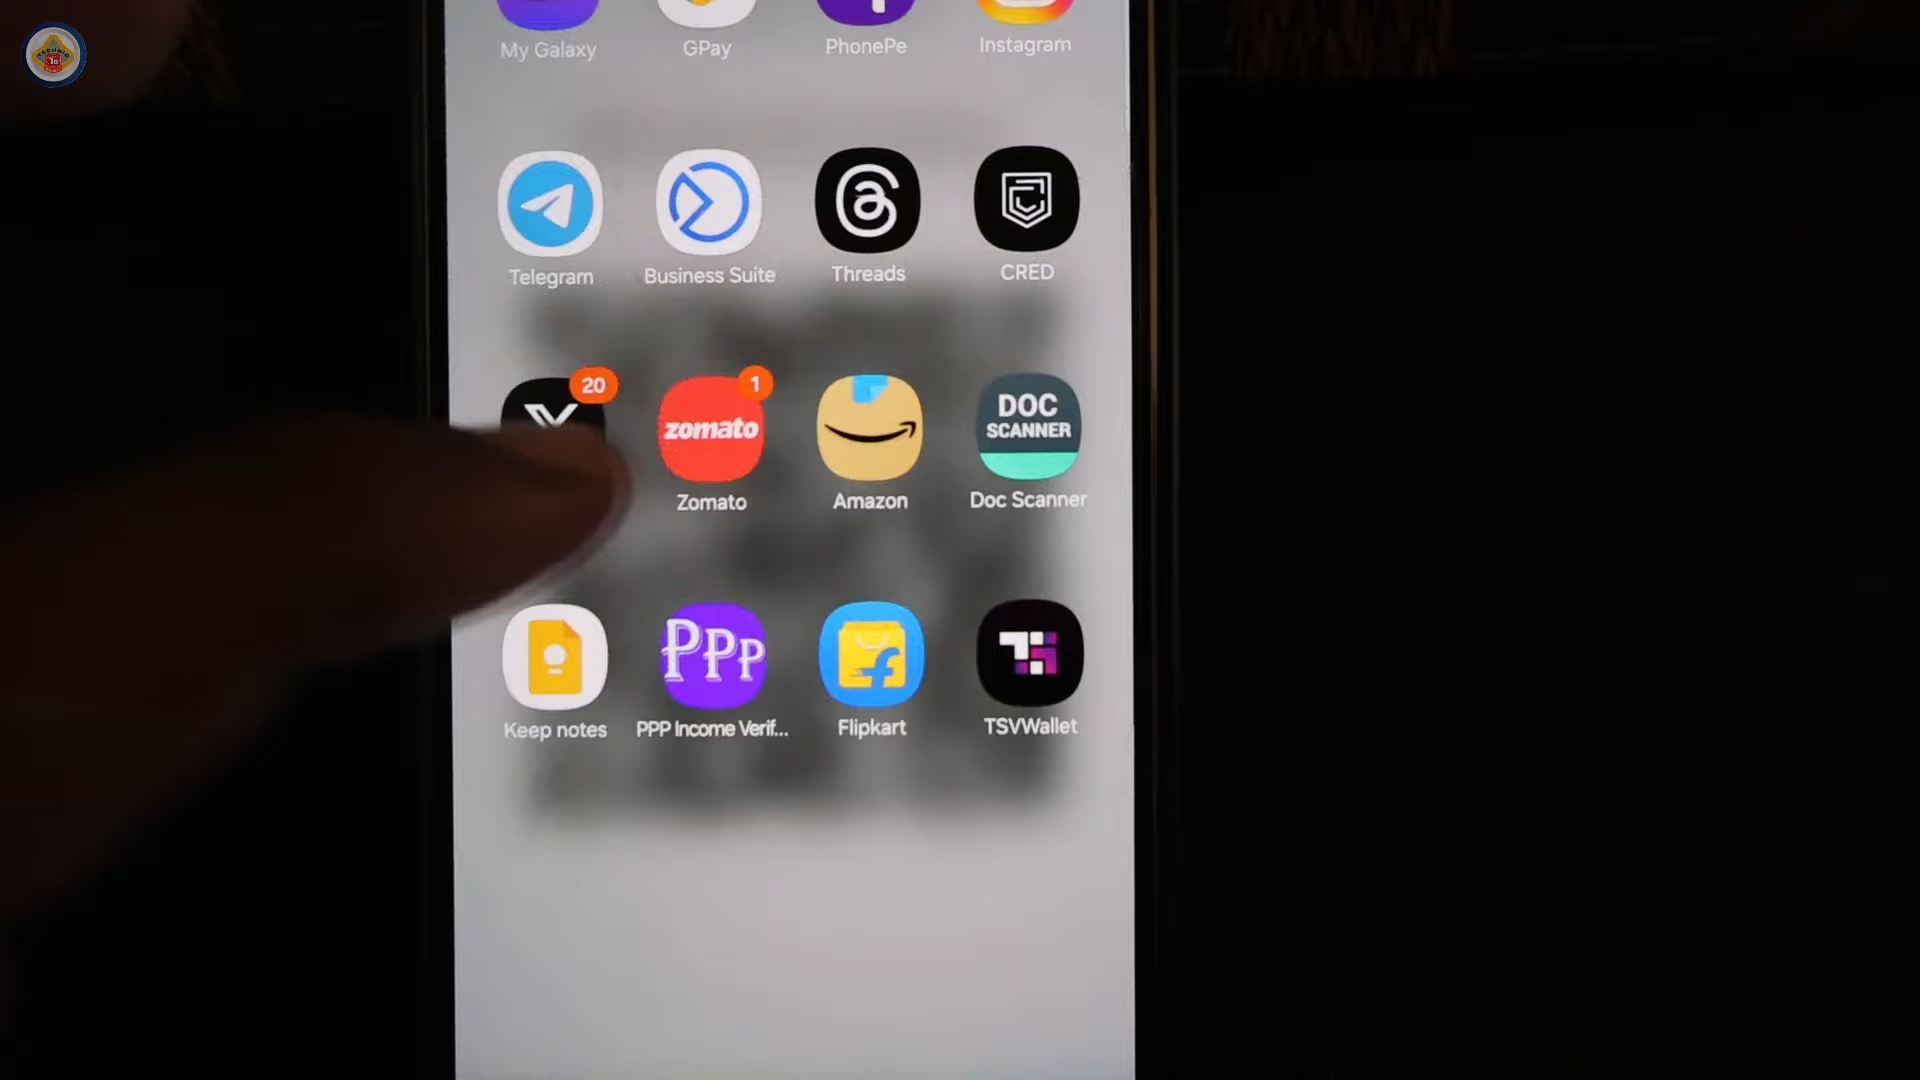 My Galaxy GPay PhonePe Instagram
Telegram Business Suite Threads CRED
20 1
zomato DOC
SCANNER
Zomato Amazon Doc Scanner
PPP
Keep notes PPP Income Verif... Flipkart TSVWallet